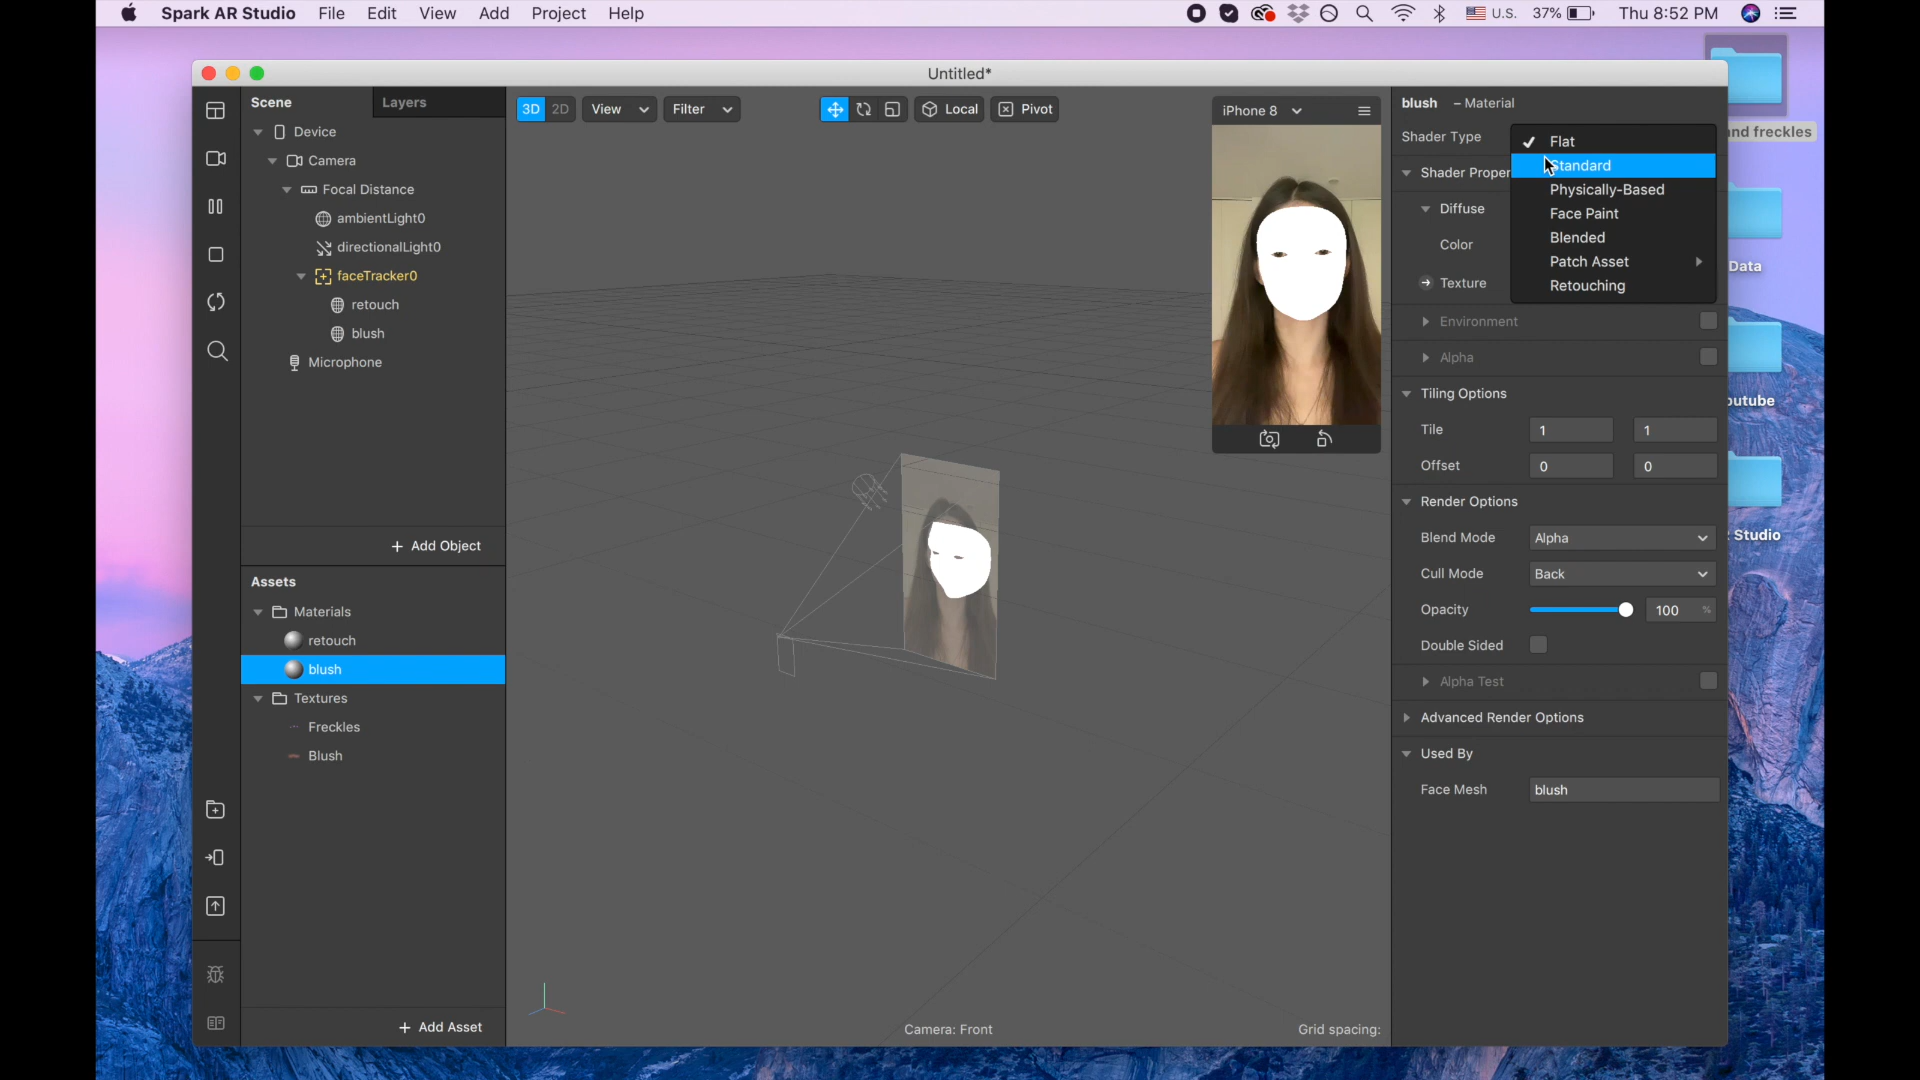 Spark AR Studio File Edit View Add Project Help U.S. 37% Thu 8:52 PM
Untitled*
Scene Layers
Device
Camera
Focal Distance
ambientLight0
directionalLight0
faceTracker0
retouch
blush
Microphone
+ Add Object
Assets
Materials
retouch
blush
Textures
Freckles
Blush
+ Add Asset
3D 2D View Filter Local Pivot
iPhone 8
Camera: Front Grid spacing:
blush – Material
Shader Type
Flat
Standard
Physically-Based
Face Paint
Blended
Patch Asset
Retouching
Shader Proper
Diffuse
Color
Texture
Environment
Alpha
Tiling Options
Tile 1 1
Offset 0 0
Render Options
Blend Mode Alpha
Cull Mode Back
Opacity 100 %
Double Sided
Alpha Test
Advanced Render Options
Used By
Face Mesh blush
nd freckles
Data
outube
Studio